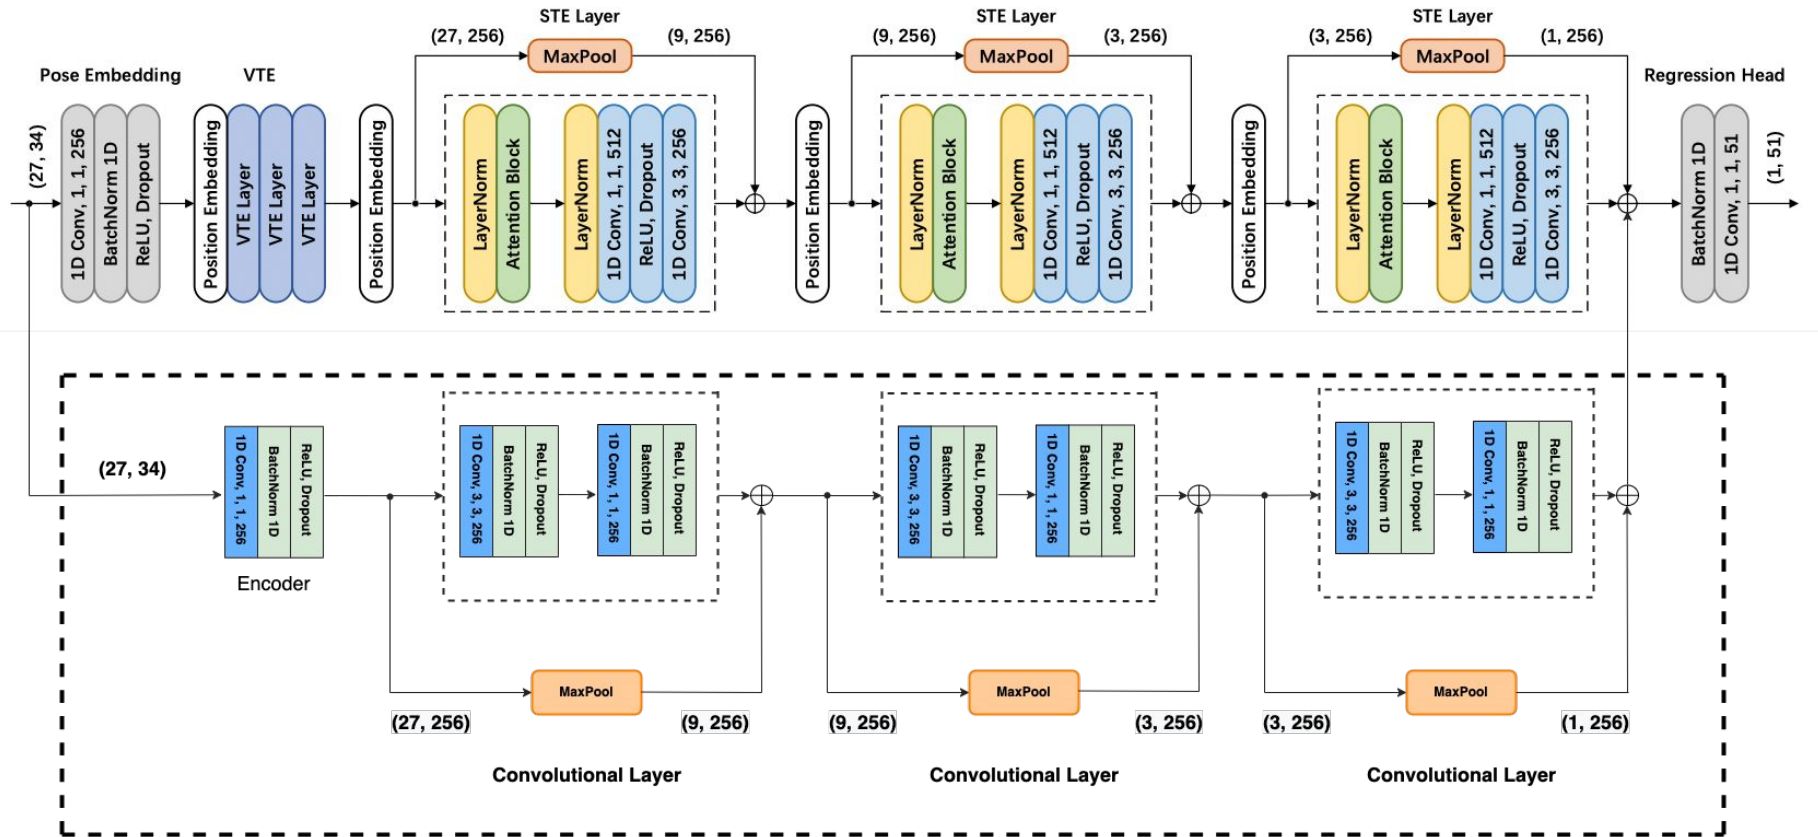 STE Layer
STE Layer
STE Layer
(27, 256)
MaxPool
(9, 256)
(9, 256)
MaxPool
(3, 256)
(3, 256)
MaxPool
(1, 256)
Pose Embedding
VTE
Regression Head
(27, 34)
1D Conv, 1, 1, 256
BatchNorm 1D
ReLU, Dropout
Position Embedding
VTE Layer
VTE Layer
VTE Layer
Position Embedding
LayerNorm
Attention Block
LayerNorm
1D Conv, 1, 1, 512
ReLU, Dropout
1D Conv, 3, 3, 256
Position Embedding
LayerNorm
Attention Block
LayerNorm
1D Conv, 1, 1, 512
ReLU, Dropout
1D Conv, 3, 3, 256
Position Embedding
LayerNorm
Attention Block
LayerNorm
1D Conv, 1, 1, 512
ReLU, Dropout
1D Conv, 3, 3, 256
BatchNorm 1D
1D Conv, 1, 1, 51
(1, 51)
(27, 34)
1D Conv, 1, 1, 256
BatchNorm 1D
ReLU, Dropout
Encoder
1D Conv, 3, 3, 256
BatchNorm 1D
ReLU, Dropout
1D Conv, 1, 1, 256
BatchNorm 1D
ReLU, Dropout
1D Conv, 3, 3, 256
BatchNorm 1D
ReLU, Dropout
1D Conv, 1, 1, 256
BatchNorm 1D
ReLU, Dropout
1D Conv, 3, 3, 256
BatchNorm 1D
ReLU, Dropout
1D Conv, 1, 1, 256
BatchNorm 1D
ReLU, Dropout
MaxPool
MaxPool
MaxPool
(27, 256)
(9, 256)
(9, 256)
(3, 256)
(3, 256)
(1, 256)
Convolutional Layer
Convolutional Layer
Convolutional Layer